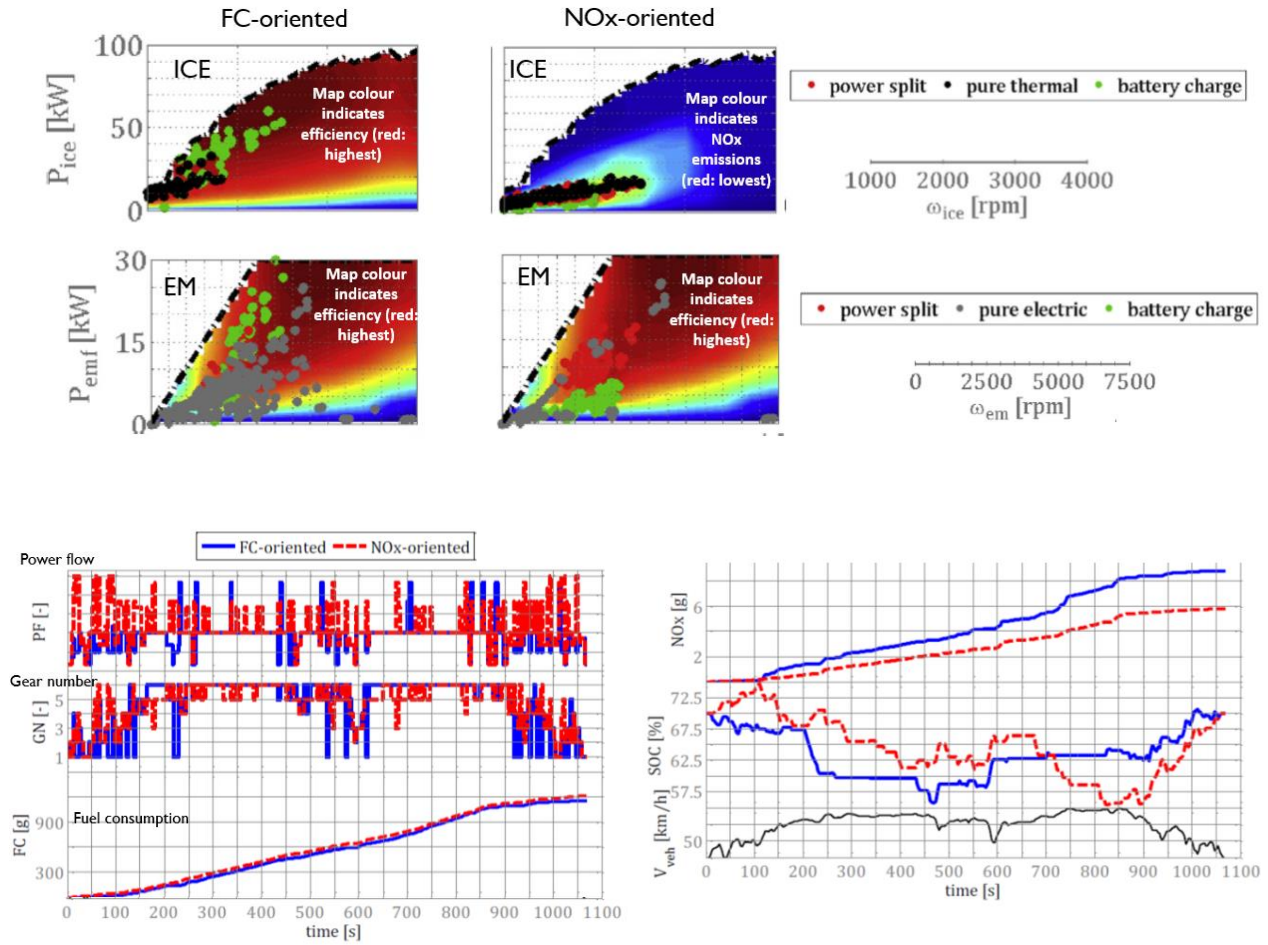 FC-oriented
NOx-oriented
100
50
0
P_ice [kW]
ICE
Map colour
indicates
efficiency (red:
highest)
ICE
Map colour
indicates
NOx
emissions
(red: lowest)
power split
pure thermal
battery charge
1000 2000 3000 4000
ω_ice [rpm]
30
15
0
P_emf [kW]
EM
Map colour
indicates
efficiency (red:
highest)
EM
Map colour
indicates
efficiency (red:
highest)
power split
pure electric
battery charge
0 2500 5000 7500
ω_em [rpm]
FC-oriented
NOx-oriented
Power flow
PF [-]
Gear number
5
3
1
GN [-]
Fuel consumption
900
300
FC [g]
0 100 200 300 400 500 600 700 800 900 1000 1100
time [s]
6
2
NOx [g]
72.5
67.5
62.5
57.5
SOC [%]
50
V_veh [km/h]
0 100 200 300 400 500 600 700 800 900 1000 1100
time [s]